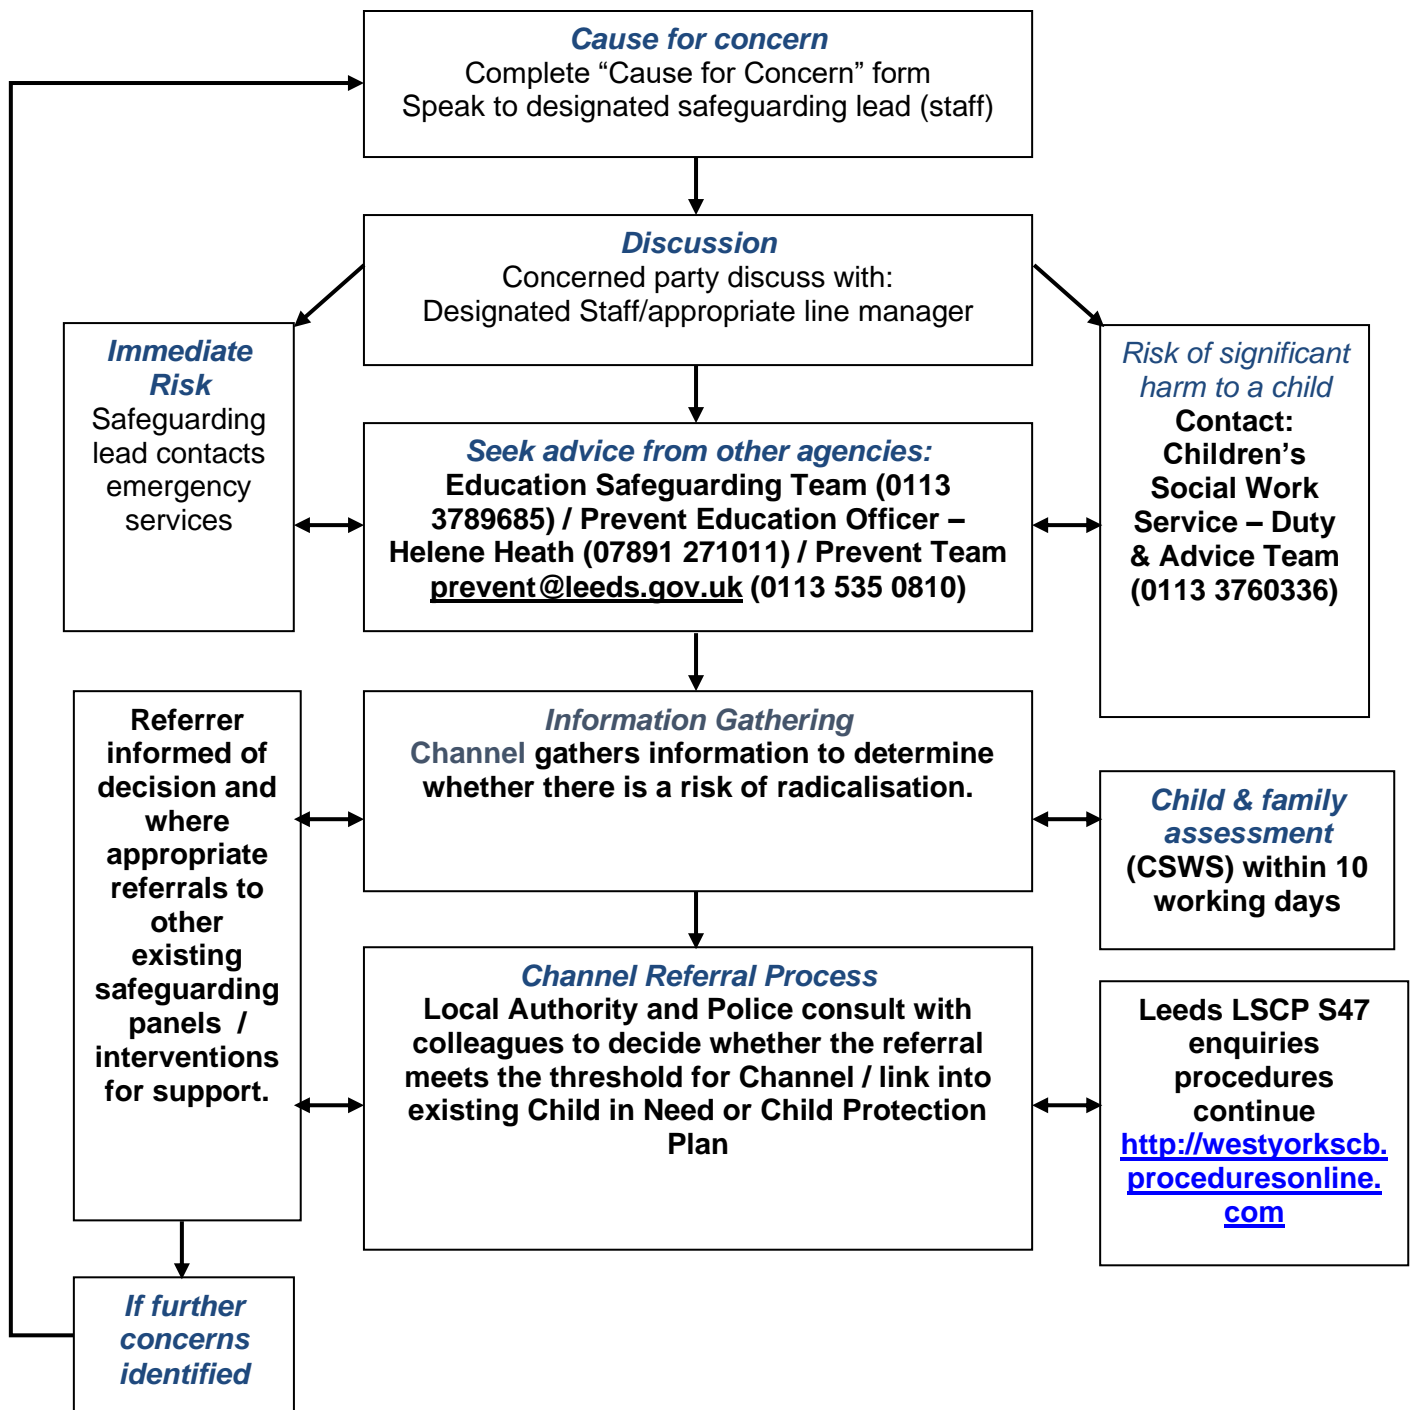 Cause for concern
Complete “Cause for Concern” form
Speak to designated safeguarding lead (staff)
Discussion
Concerned party discuss with:
Designated Staff/appropriate line manager
Immediate
Risk
Safeguarding
lead contacts
emergency
services
Seek advice from other agencies:
Education Safeguarding Team (0113
3789685) / Prevent Education Officer –
Helene Heath (07891 271011) / Prevent Team
prevent@leeds.gov.uk (0113 535 0810)
Risk of significant
harm to a child
Contact:
Children’s
Social Work
Service – Duty
& Advice Team
(0113 3760336)
Referrer
informed of
decision and
where
appropriate
referrals to
other
existing
safeguarding
panels /
interventions
for support.
Information Gathering
Channel gathers information to determine
whether there is a risk of radicalisation.
Child & family
assessment
(CSWS) within 10
working days
Channel Referral Process
Local Authority and Police consult with
colleagues to decide whether the referral
meets the threshold for Channel / link into
existing Child in Need or Child Protection
Plan
Leeds LSCP S47
enquiries
procedures
continue
http://westyorkscb.
proceduresonline.
com
If further
concerns
identified